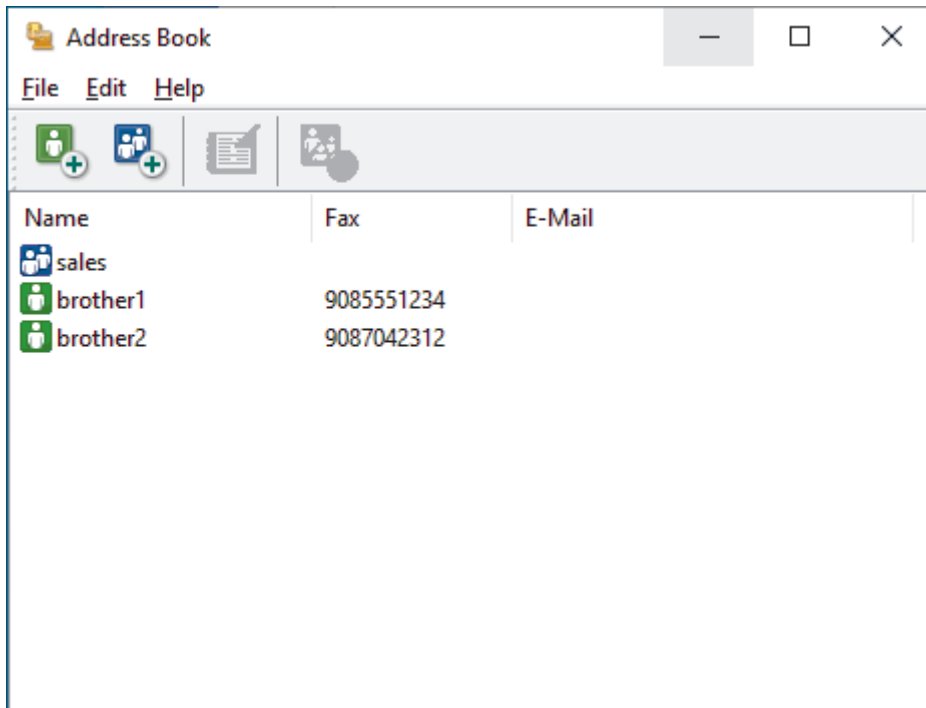 Address Book
File Edit Help
Name Fax E-Mail
sales
brother1 9085551234
brother2 9087042312